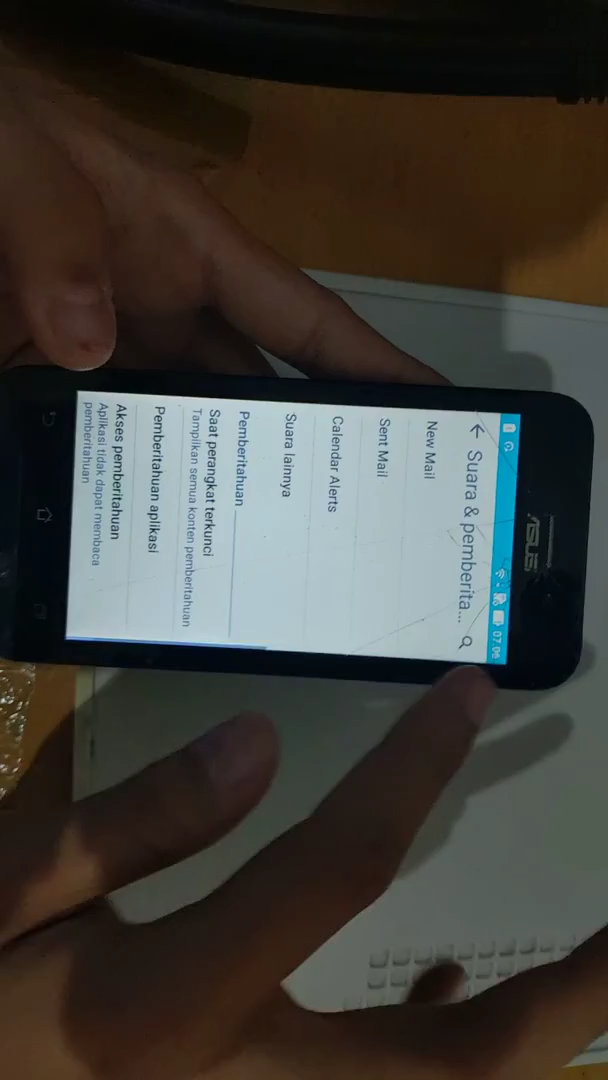 ASUS
07.06
Suara & pemberita...
New Mail
Sent Mail
Calendar Alerts
Suara lainnya
Pemberitahuan
Saat perangkat terkunci
Tampilkan semua konten pemberitahuan
Pemberitahuan aplikasi
Akses pemberitahuan
Aplikasi tidak dapat membaca
pemberitahuan